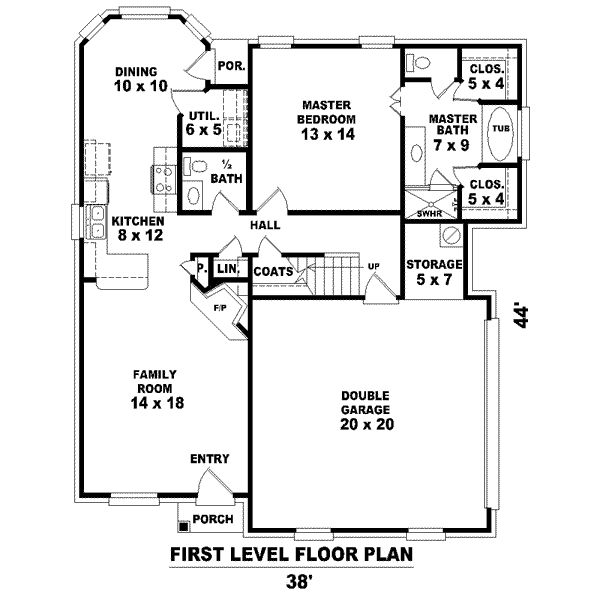 DINING
10 x 10
POR.
CLOS.
5 x 4
UTIL.
6 x 5
MASTER
BEDROOM
13 x 14
MASTER
BATH
7 x 9
TUB
½
BATH
CLOS.
5 x 4
SWHR
KITCHEN
8 x 12
HALL
P.
LIN.
COATS
UP
STORAGE
5 x 7
F/P
44'
FAMILY
ROOM
14 x 18
DOUBLE
GARAGE
20 x 20
ENTRY
PORCH
FIRST LEVEL FLOOR PLAN
38'